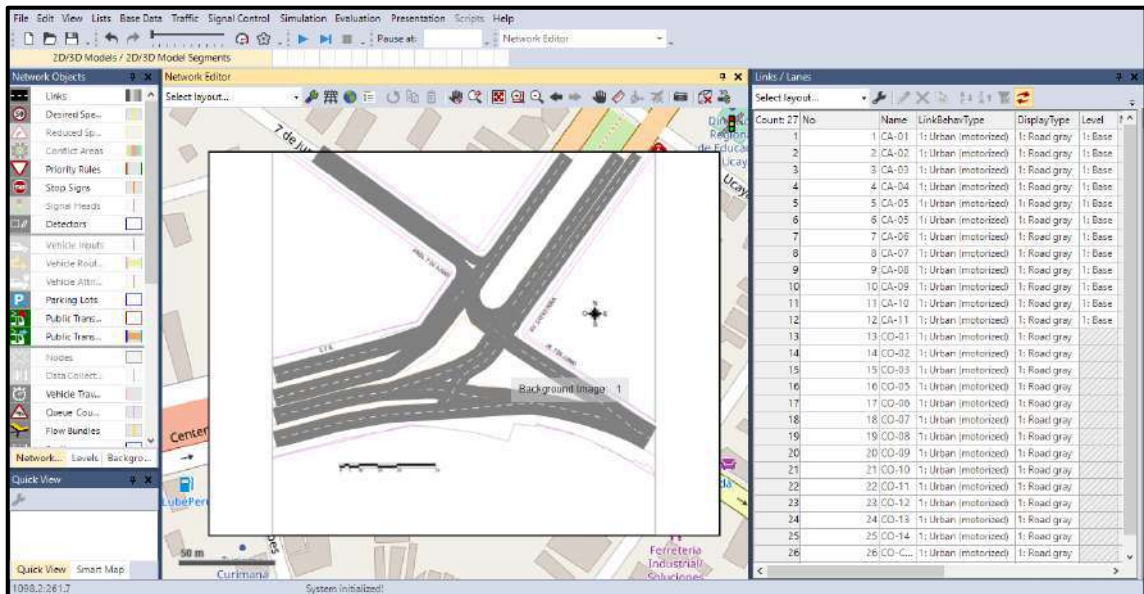 File Edit View Lists Base Data Traffic Signal Control Simulation Evaluation Presentation Scripts Help
Pause at: Network Editor
2D/3D Models / 2D/3D Model Segments
Network Objects
Links
Desired Spe...
Reduced Sp...
Conflict Areas
Priority Rules
Stop Signs
Signal Heads
Detectors
Vehicle Inputs
Vehicle Rout...
Vehicle Attri...
Parking Lots
Public Trans...
Public Trans...
Nodes
Data Collect...
Vehicle Trav...
Queue Cou...
Flow Bundles
Network... Levels Backgro...
Quick View
Quick View Smart Map
Network Editor
Select layout...
Regional
de Educa
Ucay
Background Image: 1
Center
LubePeru
50 m
Curimana
Ferreteria
Industrial/
Soluciones
Links / Lanes
Select layout...
Count: 27 No Name LinkBehavType DisplayType Level
1 1 CA-01 1: Urban (motorized) 1: Road gray 1: Base
2 2 CA-02 1: Urban (motorized) 1: Road gray 1: Base
3 3 CA-03 1: Urban (motorized) 1: Road gray 1: Base
4 4 CA-04 1: Urban (motorized) 1: Road gray 1: Base
5 5 CA-05 1: Urban (motorized) 1: Road gray 1: Base
6 6 CA-05 1: Urban (motorized) 1: Road gray 1: Base
7 7 CA-06 1: Urban (motorized) 1: Road gray 1: Base
8 8 CA-07 1: Urban (motorized) 1: Road gray 1: Base
9 9 CA-08 1: Urban (motorized) 1: Road gray 1: Base
10 10 CA-09 1: Urban (motorized) 1: Road gray 1: Base
11 11 CA-10 1: Urban (motorized) 1: Road gray 1: Base
12 12 CA-11 1: Urban (motorized) 1: Road gray 1: Base
13 13 CO-01 1: Urban (motorized) 1: Road gray
14 14 CO-02 1: Urban (motorized) 1: Road gray
15 15 CO-03 1: Urban (motorized) 1: Road gray
16 16 CO-05 1: Urban (motorized) 1: Road gray
17 17 CO-06 1: Urban (motorized) 1: Road gray
18 18 CO-07 1: Urban (motorized) 1: Road gray
19 19 CO-08 1: Urban (motorized) 1: Road gray
20 20 CO-09 1: Urban (motorized) 1: Road gray
21 21 CO-10 1: Urban (motorized) 1: Road gray
22 22 CO-11 1: Urban (motorized) 1: Road gray
23 23 CO-12 1: Urban (motorized) 1: Road gray
24 24 CO-13 1: Urban (motorized) 1: Road gray
25 25 CO-14 1: Urban (motorized) 1: Road gray
26 26 CO-C... 1: Urban (motorized) 1: Road gray
1098.2:261.7 System initialized!